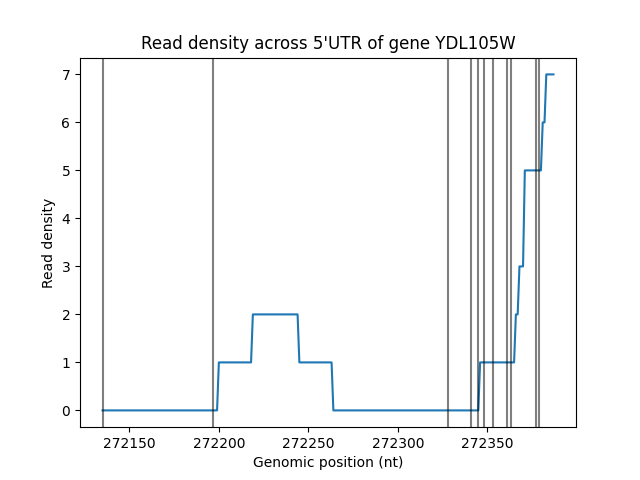 Read density across 5'UTR of gene YDL105W
7
6
5
4
3
2
1
0
Read density
272150 272200 272250 272300 272350
Genomic position (nt)